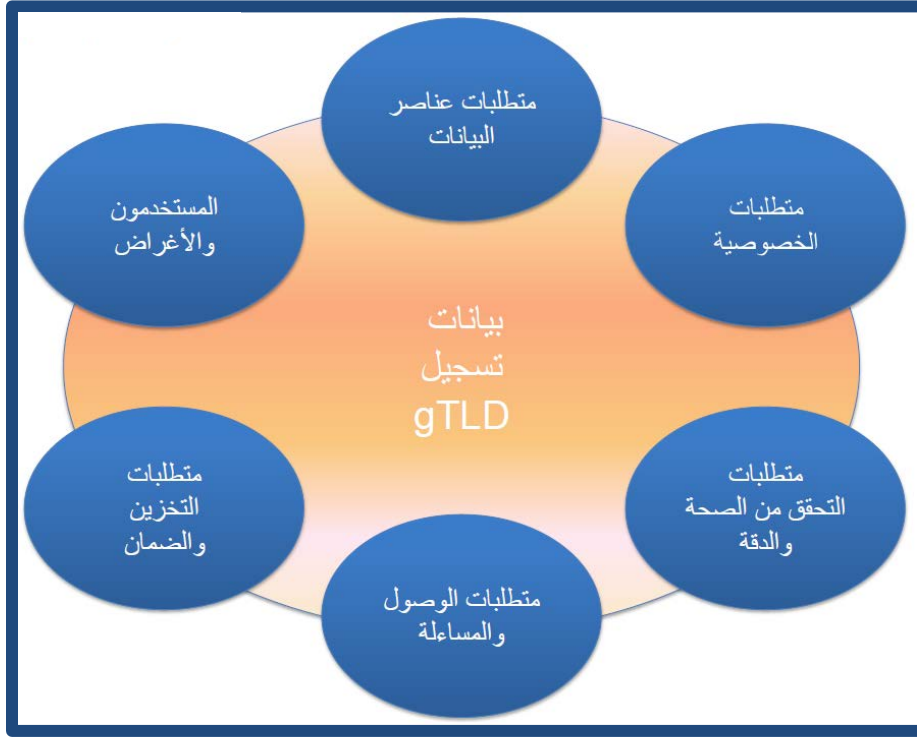 متطلبات عناصر
البيانات
متطلبات
الخصوصية
المستخدمون
والأغراض
بيانات
تسجيل
gTLD
متطلبات
التحقق من الصحة
والدقة
متطلبات
التخزين
والضمان
متطلبات الوصول
والمساءلة